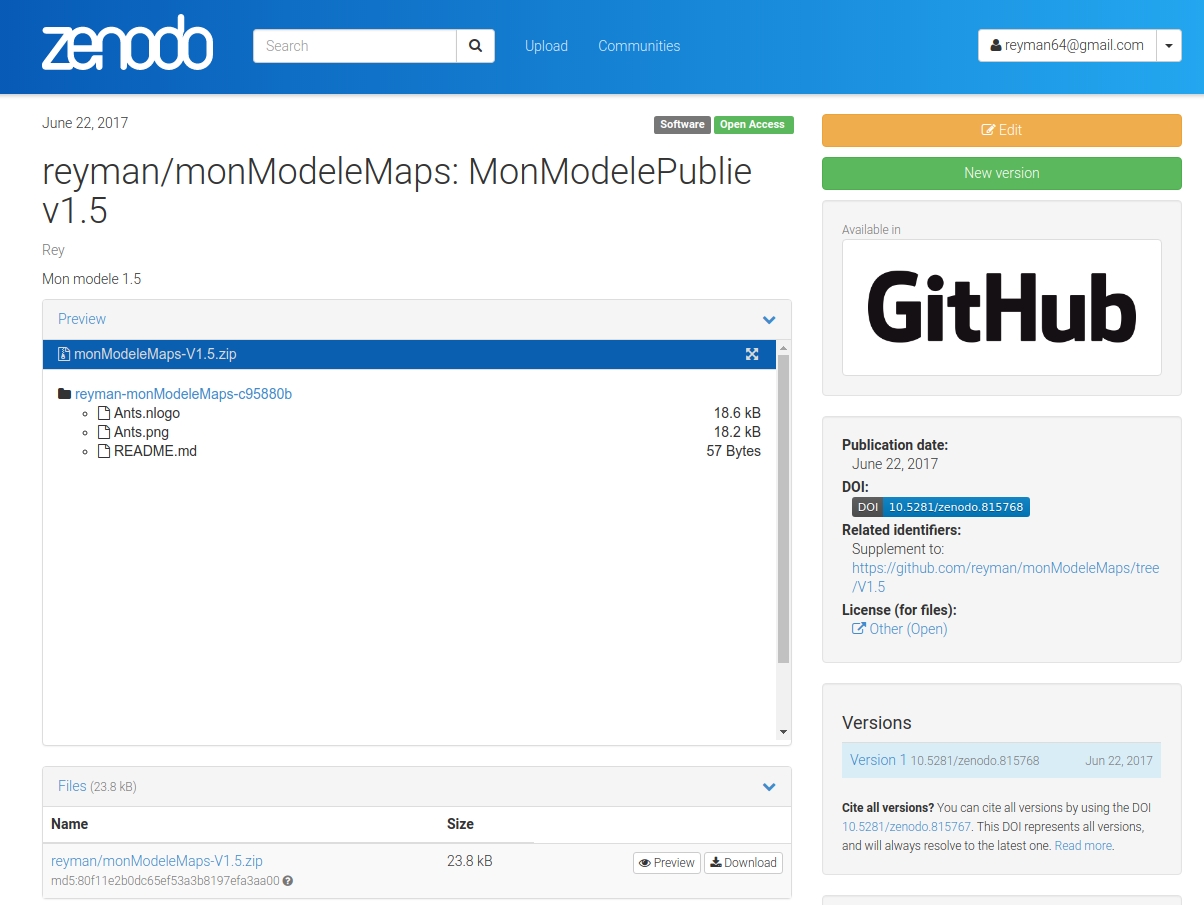 zenodo
Search
Upload
Communities
reyman64@gmail.com
June 22, 2017
Software
Open Access
reyman/monModeleMaps: MonModelePublie
v1.5
Rey
Mon modele 1.5
Preview
monModeleMaps-V1.5.zip
reyman-monModeleMaps-c95880b
Ants.nlogo 18.6 kB
Ants.png 18.2 kB
README.md 57 Bytes
Files (23.8 kB)
Name Size
reyman/monModeleMaps-V1.5.zip 23.8 kB Preview Download
md5:80f11e2b0dc65ef53a3b8197efa3aa00
Edit
New version
Available in
GitHub
Publication date:
June 22, 2017
DOI:
DOI 10.5281/zenodo.815768
Related identifiers:
Supplement to:
https://github.com/reyman/monModeleMaps/tree
/V1.5
License (for files):
Other (Open)
Versions
Version 1 10.5281/zenodo.815768 Jun 22, 2017
Cite all versions? You can cite all versions by using the DOI
10.5281/zenodo.815767. This DOI represents all versions,
and will always resolve to the latest one. Read more.